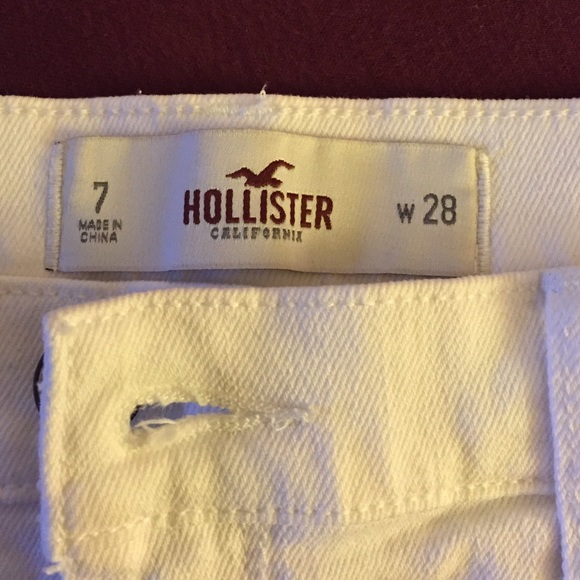 7
MADE IN
CHINA
HOLLISTER
CALIFORNIA
W 28